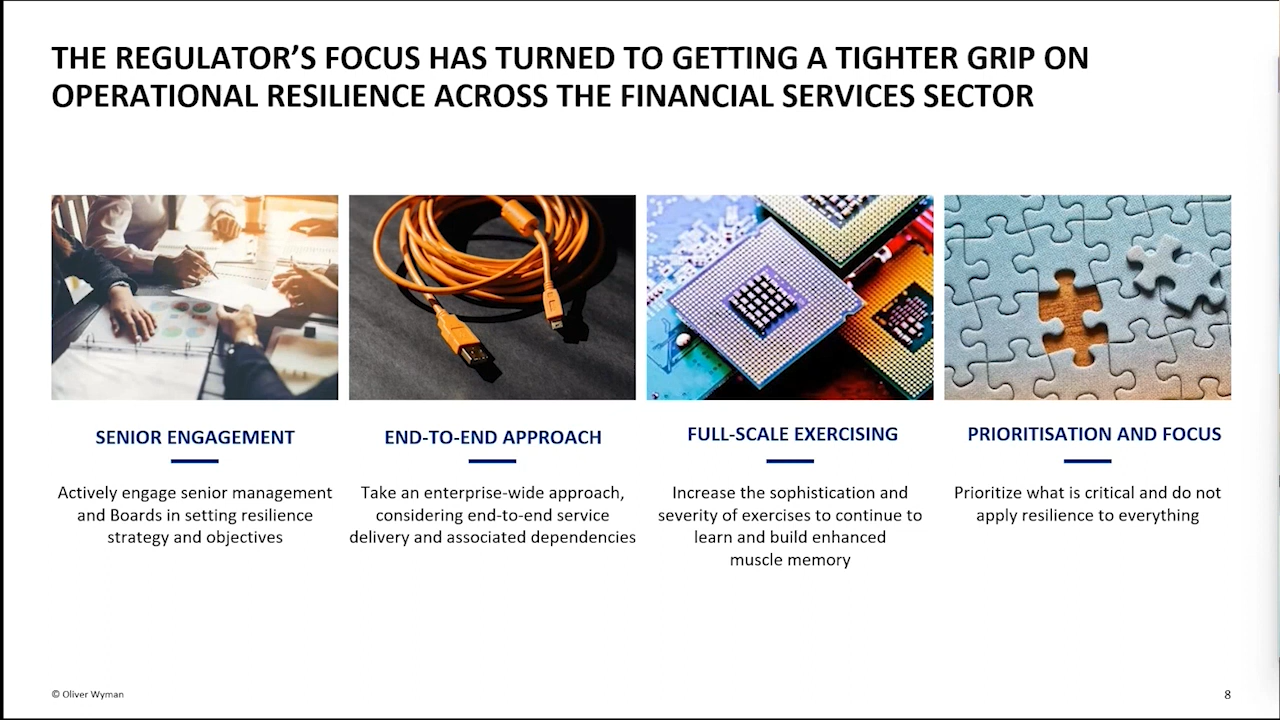 THE REGULATOR’S FOCUS HAS TURNED TO GETTING A TIGHTER GRIP ON
OPERATIONAL RESILIENCE ACROSS THE FINANCIAL SERVICES SECTOR
SENIOR ENGAGEMENT
Actively engage senior management
and Boards in setting resilience
strategy and objectives
END-TO-END APPROACH
Take an enterprise-wide approach,
considering end-to-end service
delivery and associated dependencies
FULL-SCALE EXERCISING
Increase the sophistication and
severity of exercises to continue to
learn and build enhanced
muscle memory
PRIORITISATION AND FOCUS
Prioritize what is critical and do not
apply resilience to everything
© Oliver Wyman
8